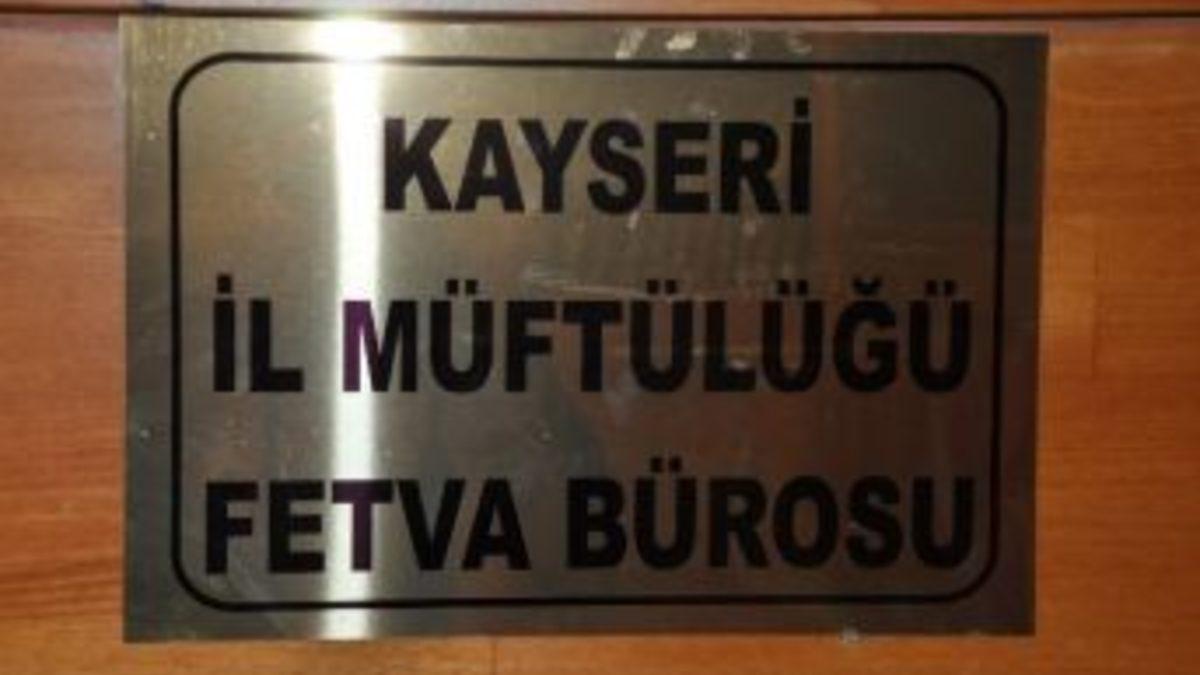 KAYSERİ
İL MÜFTÜLÜĞÜ
FETVA BÜROSU